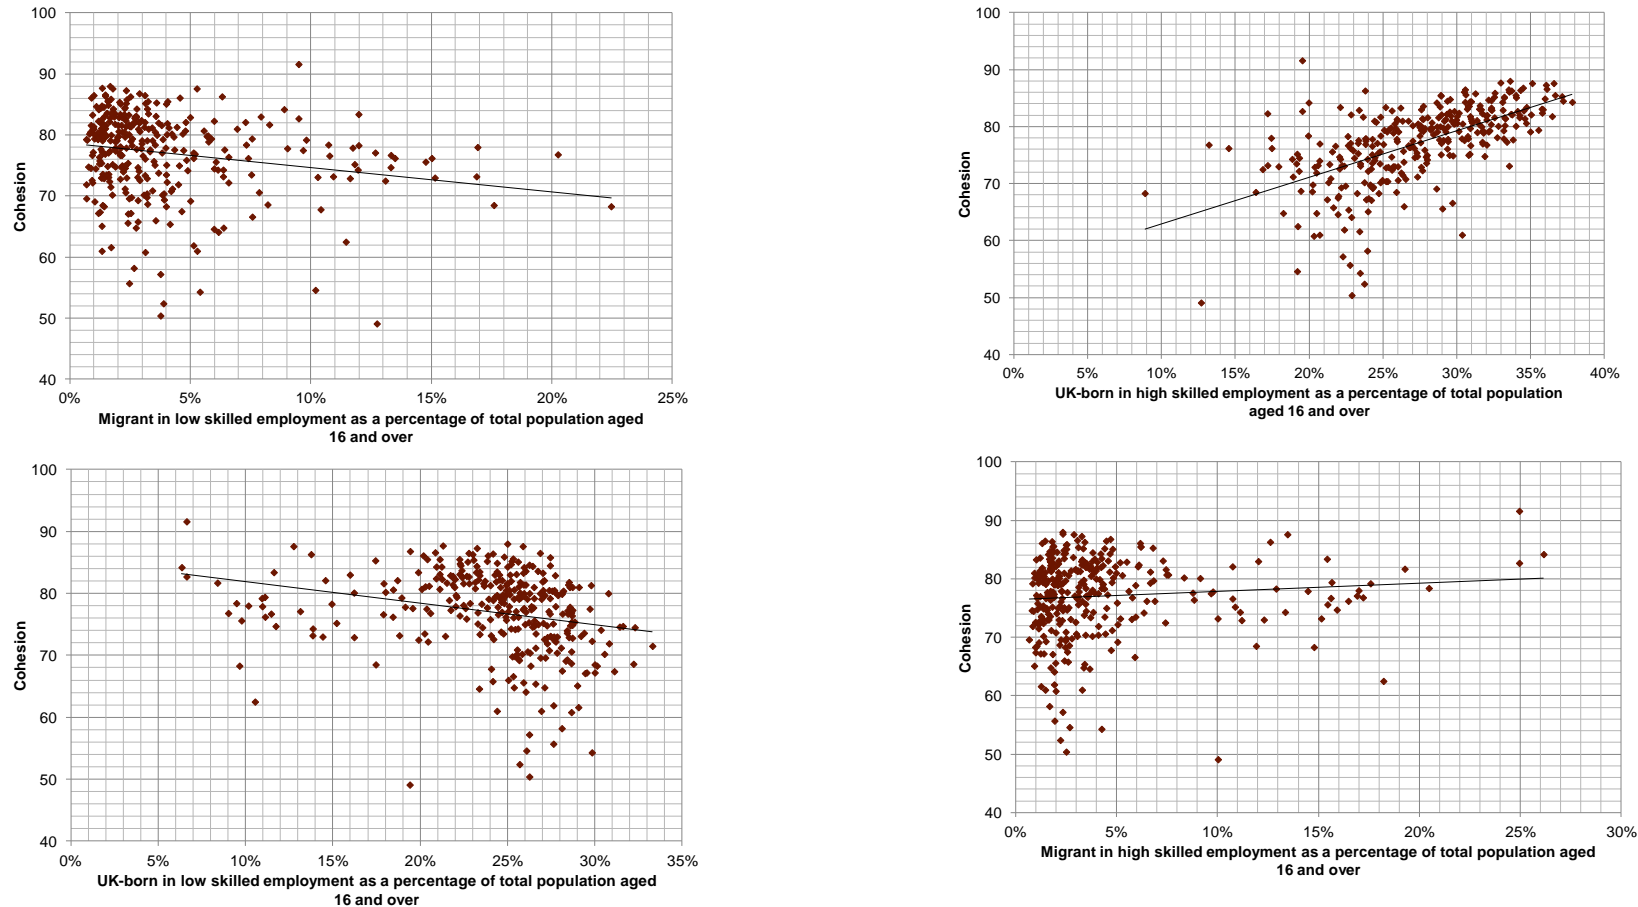 100
90
80
70
60
50
40
Cohesion
0% 5% 10% 15% 20% 25%
Migrant in low skilled employment as a percentage of total population aged
16 and over
100
90
80
70
60
50
40
Cohesion
0% 5% 10% 15% 20% 25% 30% 35% 40%
UK-born in high skilled employment as a percentage of total population
aged 16 and over
100
90
80
70
60
50
40
Cohesion
0% 5% 10% 15% 20% 25% 30% 35%
UK-born in low skilled employment as a percentage of total population aged
16 and over
100
90
80
70
60
50
40
Cohesion
0% 5% 10% 15% 20% 25% 30%
Migrant in high skilled employment as a percentage of total population aged
16 and over